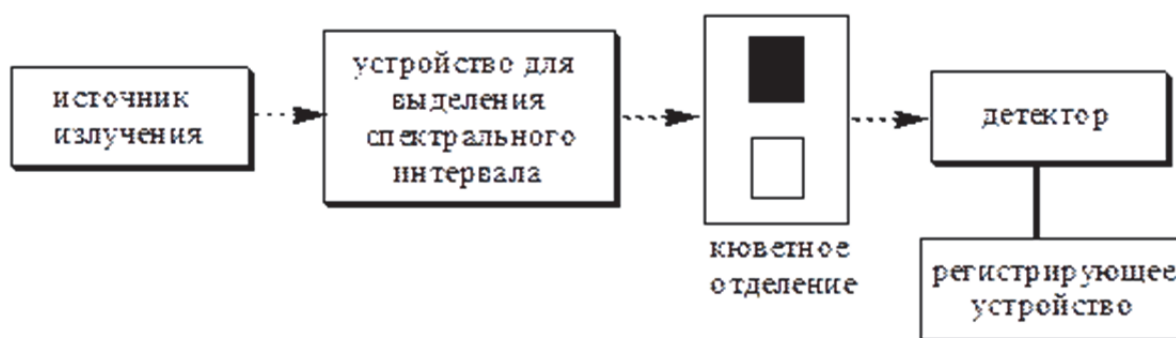 источник
излучения
устройство для
выделения
спектрального
интервала
кюветное
отделение
детектор
регистрирующее
устройство